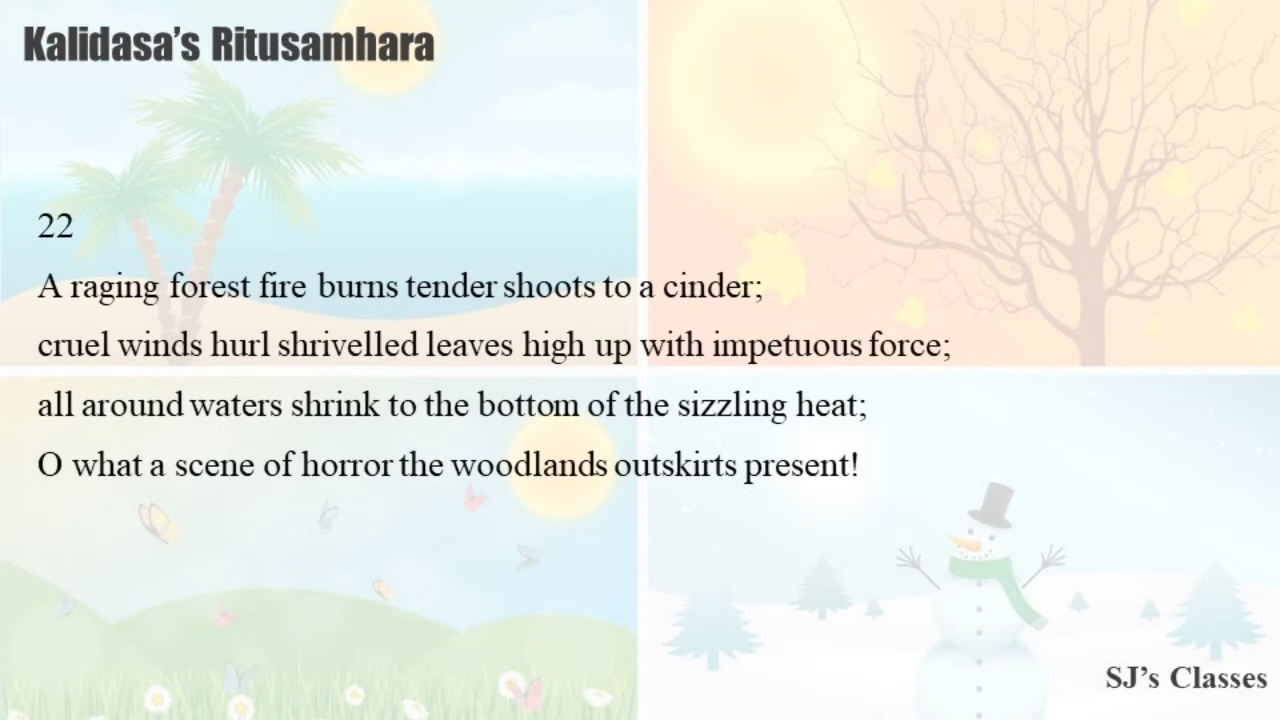 Kalidasa’s Ritusamhara
22
A raging forest fire burns tender shoots to a cinder;
cruel winds hurl shrivelled leaves high up with impetuous force;
all around waters shrink to the bottom of the sizzling heat;
O what a scene of horror the woodlands outskirts present!
SJ’s Classes